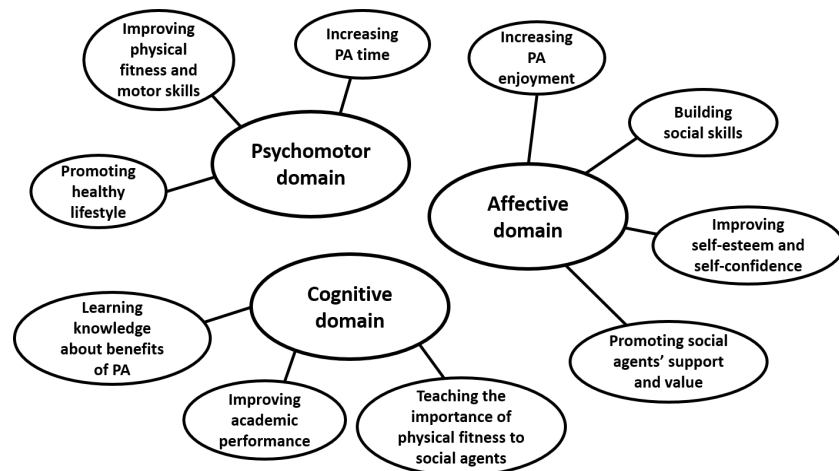 Improving
physical
fitness and
motor skills
Increasing
PA time
Psychomotor
domain
Promoting
healthy
lifestyle
Increasing
PA
enjoyment
Building
social skills
Affective
domain
Improving
self-esteem and
self-confidence
Promoting social
agents’ support
and value
Cognitive
domain
Learning
knowledge
about benefits
of PA
Improving
academic
performance
Teaching the
importance of
physical fitness to
social agents